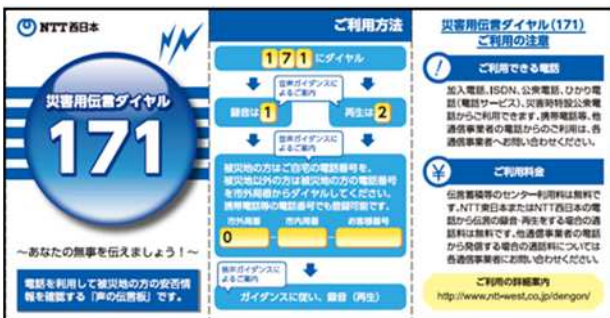 NTT西日本
災害用伝言ダイヤル
171
～あなたの無事を伝えましょう！～
電話を利用して被災地の方の安否情
報を確認する「声の伝言板」です。
ご利用方法
171にダイヤル
音声ガイダンスに
よるご案内
録音は1
再生は2
音声ガイダンスに
よるご案内
被災地の方はご自宅の電話番号を、
被災地以外の方は被災地の方の電話番号
を市外局番からダイヤルしてください。
携帯電話等の電話番号でも登録可能です。
市外局番 市内局番 お客様番号
0
音声ガイダンスに
よるご案内
ガイダンスに従い、録音（再生）
災害用伝言ダイヤル（171）
ご利用の注意
ご利用できる電話
加入電話、ISDN、公衆電話、ひかり電
話（電話サービス）、災害時特設公衆電
話からご利用できます。携帯電話等、他
通信事業者の電話からのご利用は、各
通信事業者へお問い合わせください。
ご利用料金
伝言蓄積等のセンター利用料は無料で
す。NTT東日本またはNTT西日本の電
話から伝言の録音・再生をする場合の通
話料は無料です。他通信事業者の電話
から発信する場合の通話料については
各通信事業者にお問い合わせください。
ご利用の詳細案内
http://www.ntt-west.co.jp/dengon/